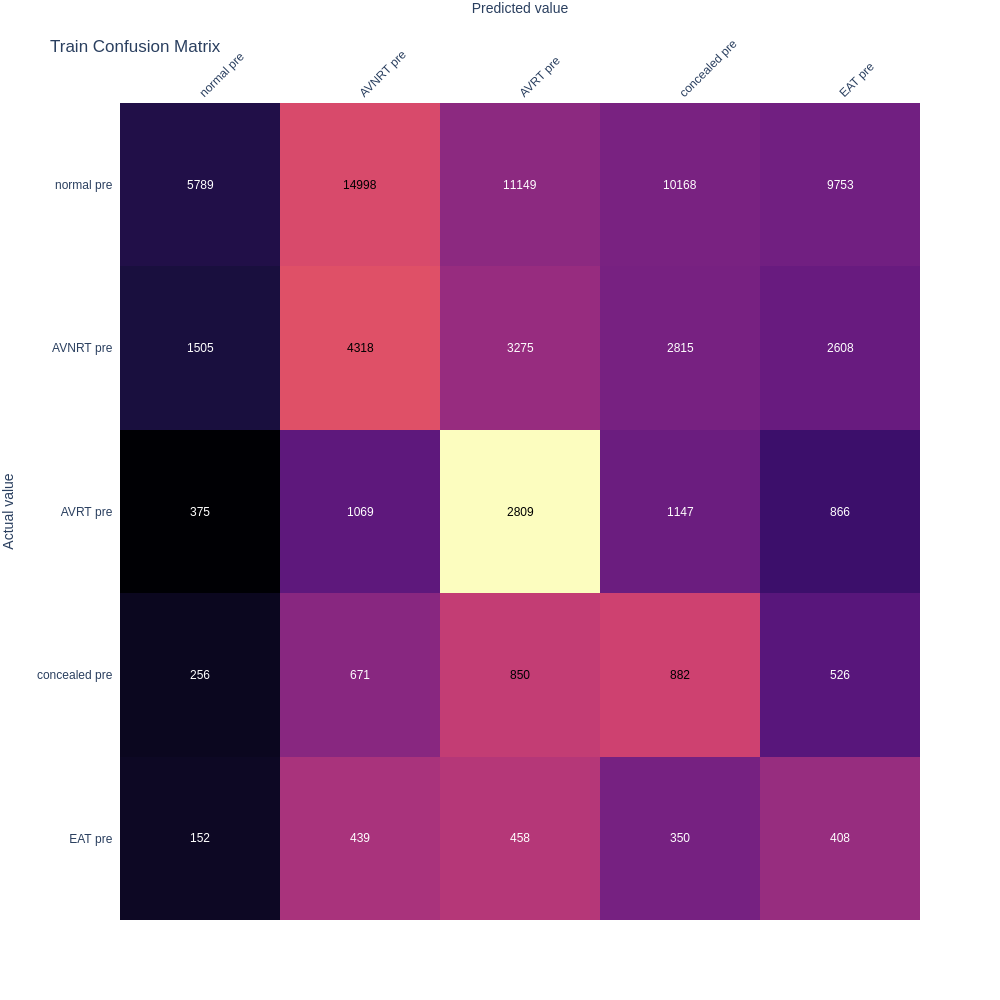 Predicted value
Train Confusion Matrix
normal pre AVNRT pre AVRT pre concealed pre EAT pre
normal pre 5789 14998 11149 10168 9753
AVNRT pre 1505 4318 3275 2815 2608
Actual value
AVRT pre 375 1069 2809 1147 866
concealed pre 256 671 850 882 526
EAT pre 152 439 458 350 408